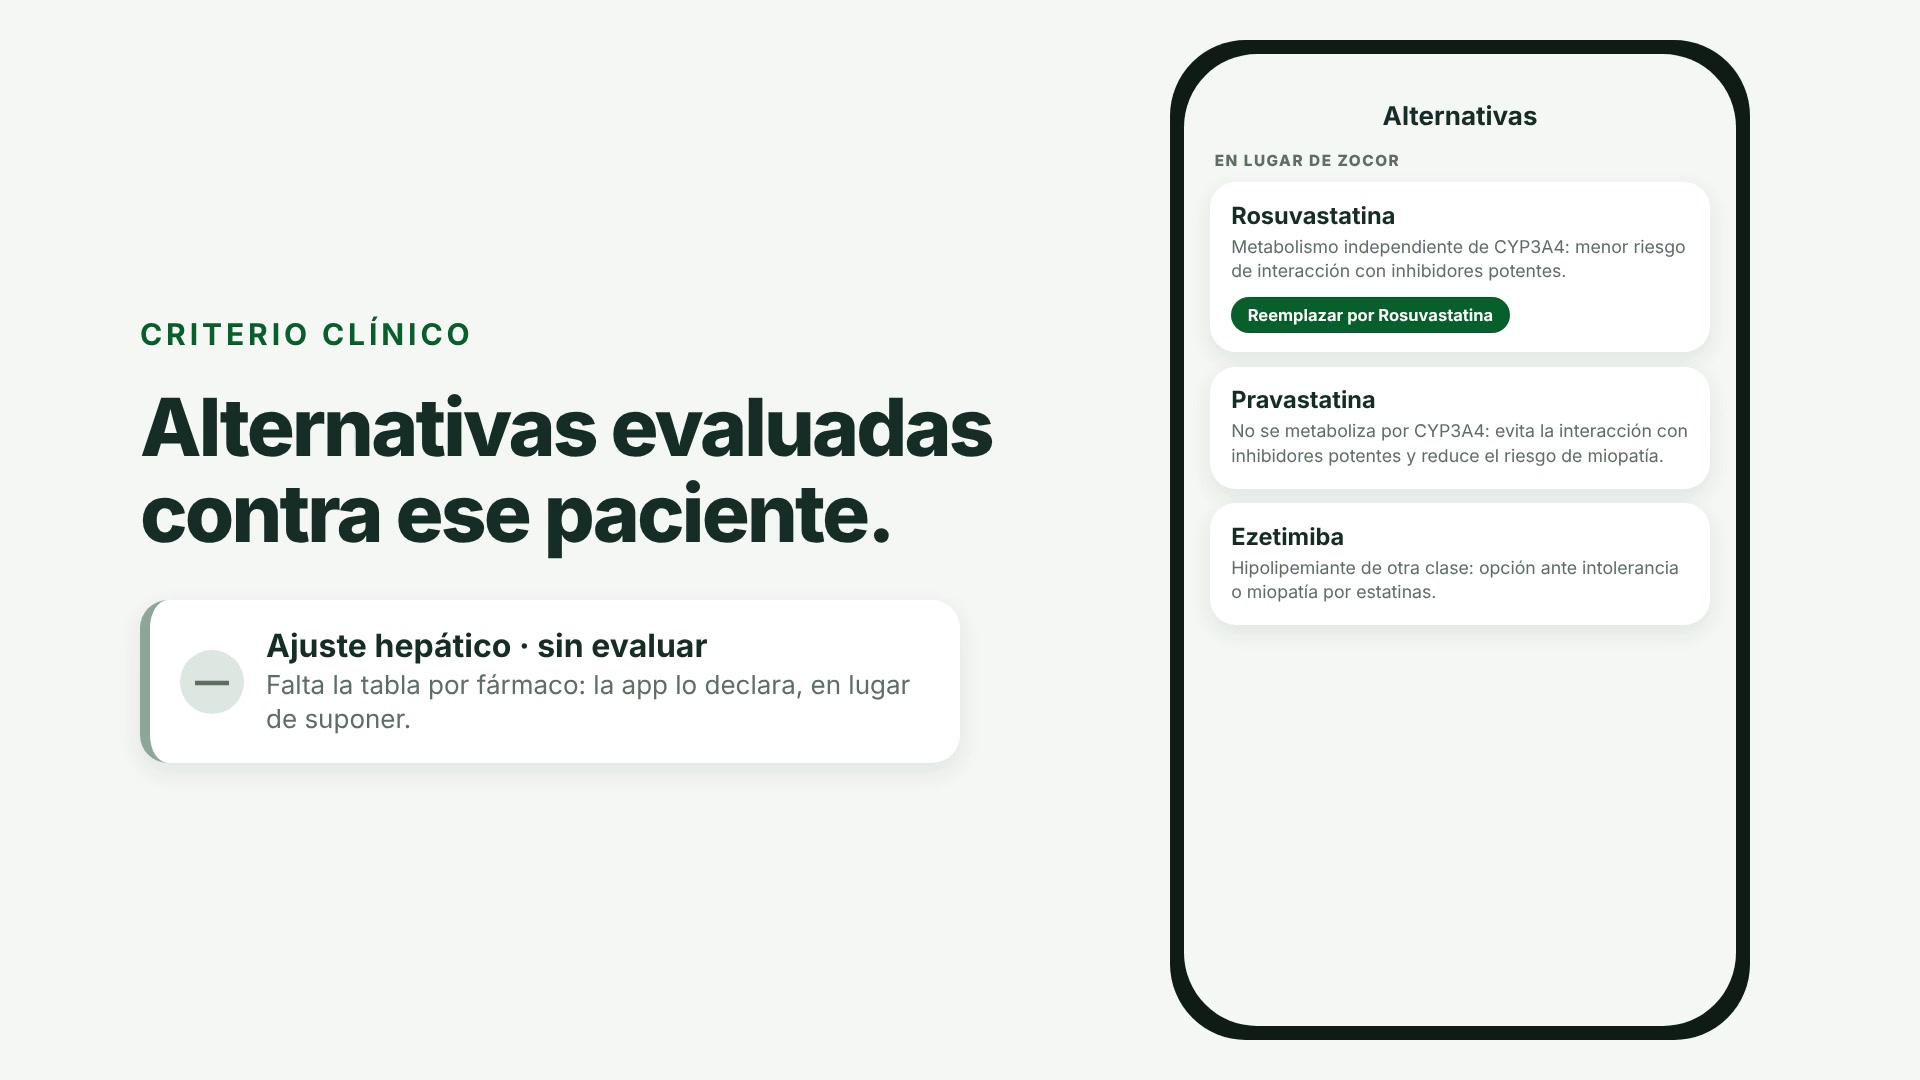 CRITERIO CLÍNICO
Alternativas evaluadas
contra ese paciente.
Ajuste hepático · sin evaluar
Falta la tabla por fármaco: la app lo declara, en lugar
de suponer.
Alternativas
EN LUGAR DE ZOCOR
Rosuvastatina
Metabolismo independiente de CYP3A4: menor riesgo
de interacción con inhibidores potentes.
Reemplazar por Rosuvastatina
Pravastatina
No se metaboliza por CYP3A4: evita la interacción con
inhibidores potentes y reduce el riesgo de miopatía.
Ezetimiba
Hipolipemiante de otra clase: opción ante intolerancia
o miopatía por estatinas.